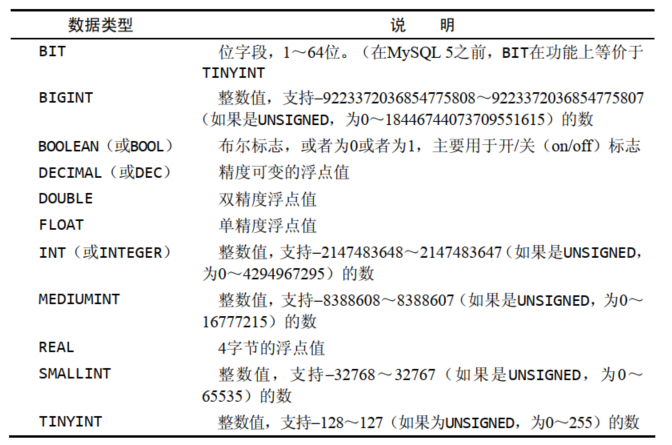 数据类型 说 明
BIT 位字段，1～64位。（在MySQL 5之前，BIT在功能上等价于
TINYINT
BIGINT 整数值，支持–9223372036854775808～9223372036854775807
（如果是UNSIGNED，为0～18446744073709551615）的数
BOOLEAN（或BOOL） 布尔标志，或者为0或者为1，主要用于开/关（on/off）标志
DECIMAL（或DEC） 精度可变的浮点值
DOUBLE 双精度浮点值
FLOAT 单精度浮点值
INT（或INTEGER） 整数值，支持–2147483648～2147483647（如果是UNSIGNED，
为0～4294967295）的数
MEDIUMINT 整数值，支持–8388608～8388607（如果是UNSIGNED，为0～
16777215）的数
REAL 4字节的浮点值
SMALLINT 整数值，支持–32768～32767（如果是UNSIGNED，为0～
65535）的数
TINYINT 整数值，支持–128～127（如果为UNSIGNED，为0～255）的数